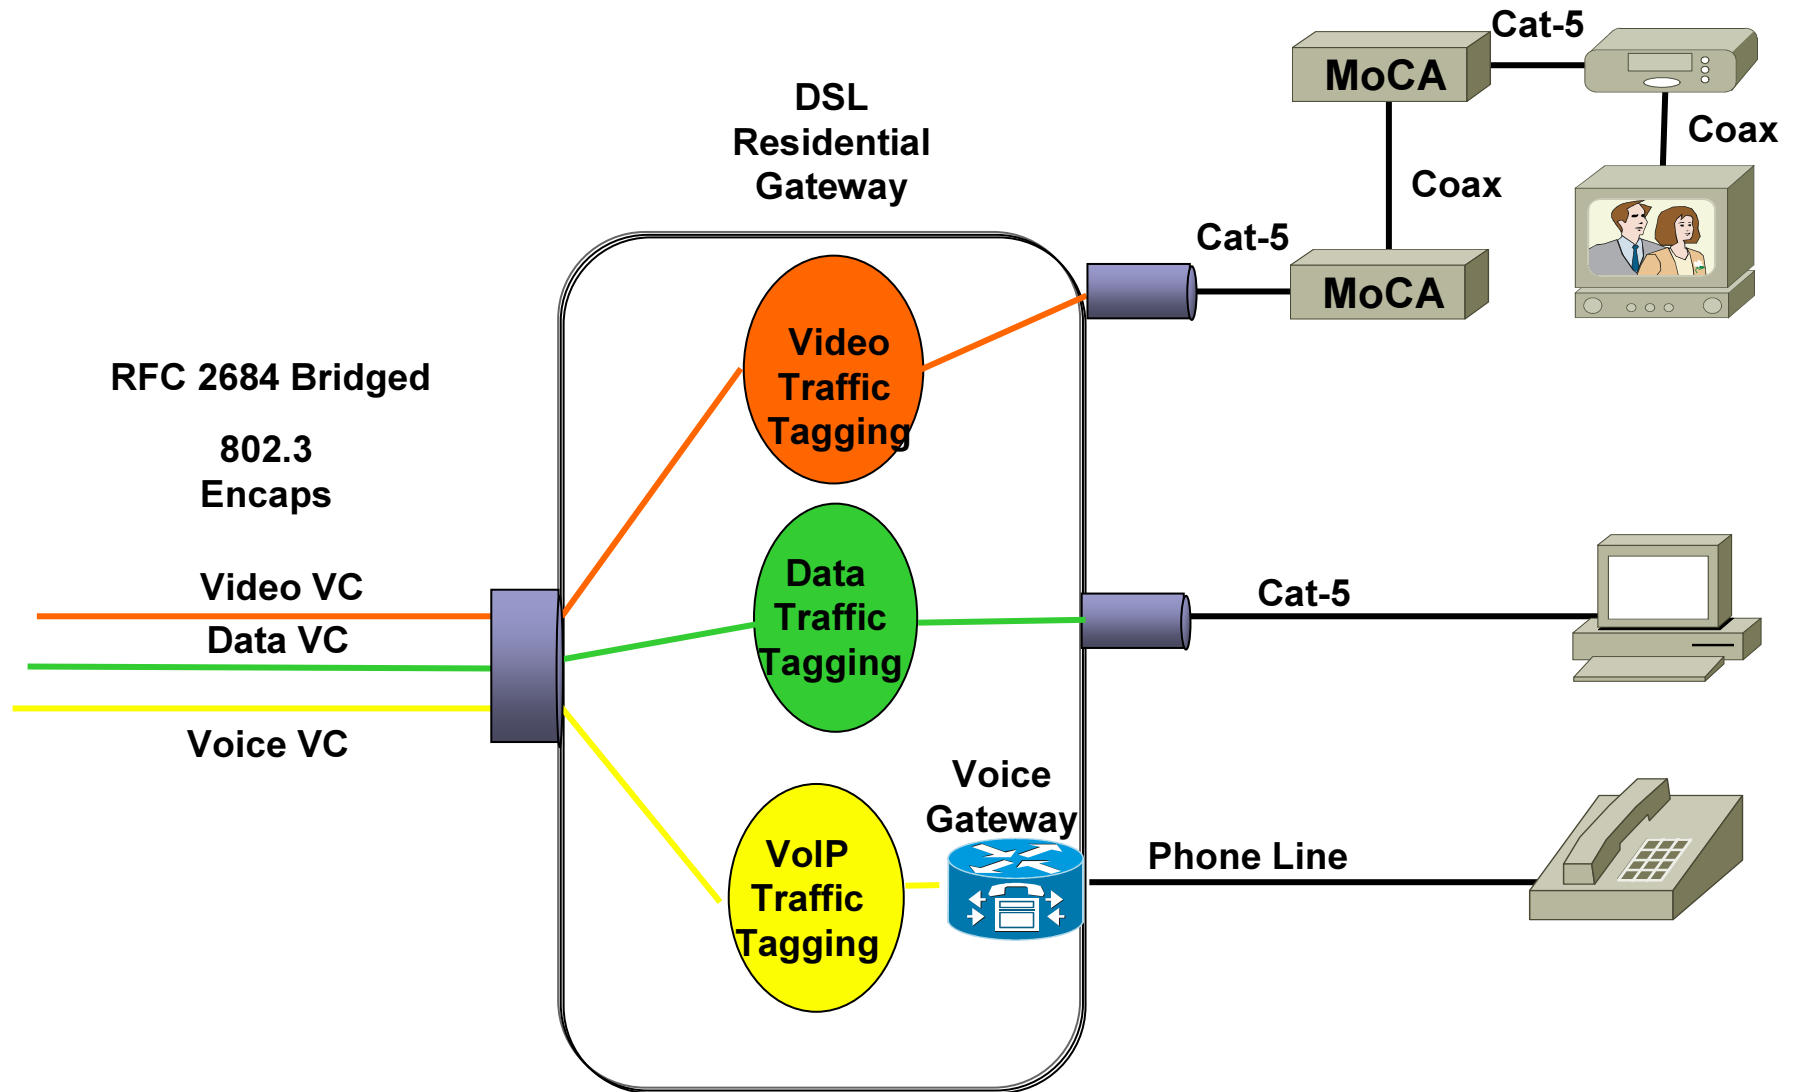 DSL
Residential
Gateway
RFC 2684 Bridged
802.3
Encaps
Video VC
Data VC
Voice VC
Video
Traffic
Tagging
Data
Traffic
Tagging
VoIP
Traffic
Tagging
Voice
Gateway
Cat-5
MoCA
Coax
MoCA
Cat-5
Coax
Cat-5
Phone Line